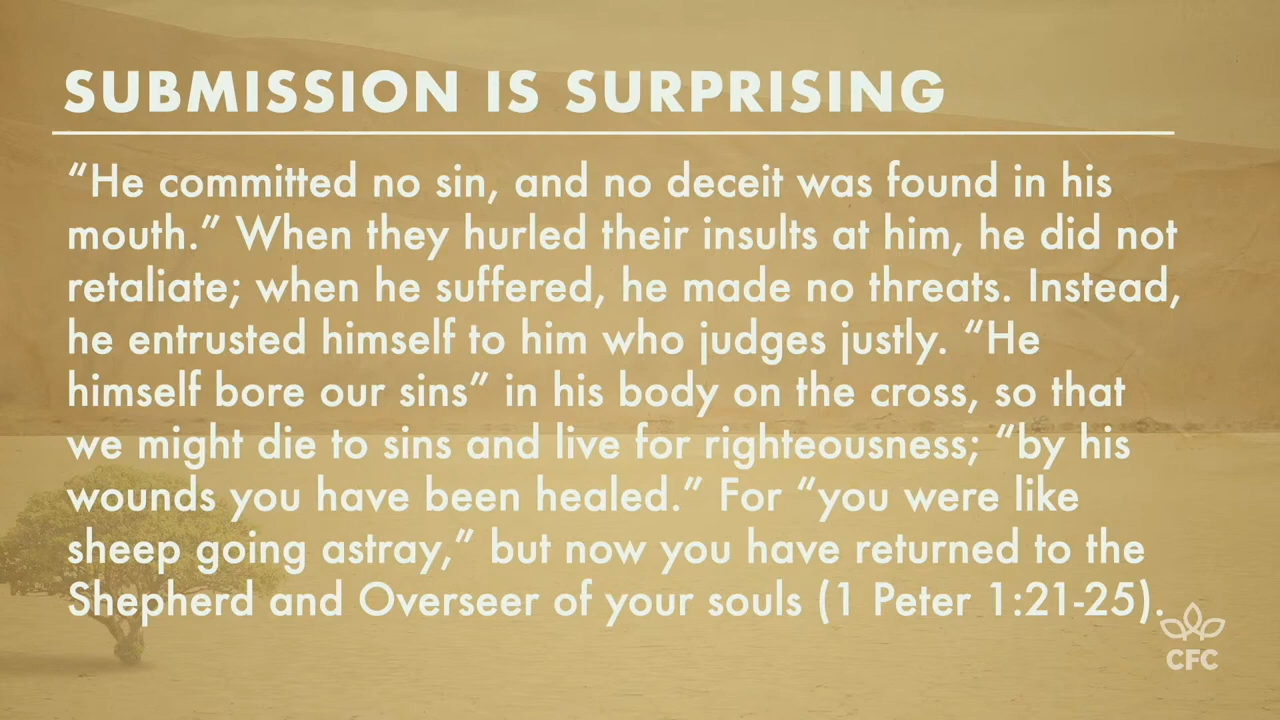 SUBMISSION IS SURPRISING
“He committed no sin, and no deceit was found in his
mouth.” When they hurled their insults at him, he did not
retaliate; when he suffered, he made no threats. Instead,
he entrusted himself to him who judges justly. “He
himself bore our sins” in his body on the cross, so that
we might die to sins and live for righteousness; “by his
wounds you have been healed.” For “you were like
sheep going astray,” but now you have returned to the
Shepherd and Overseer of your souls (1 Peter 1:21-25).
CFC